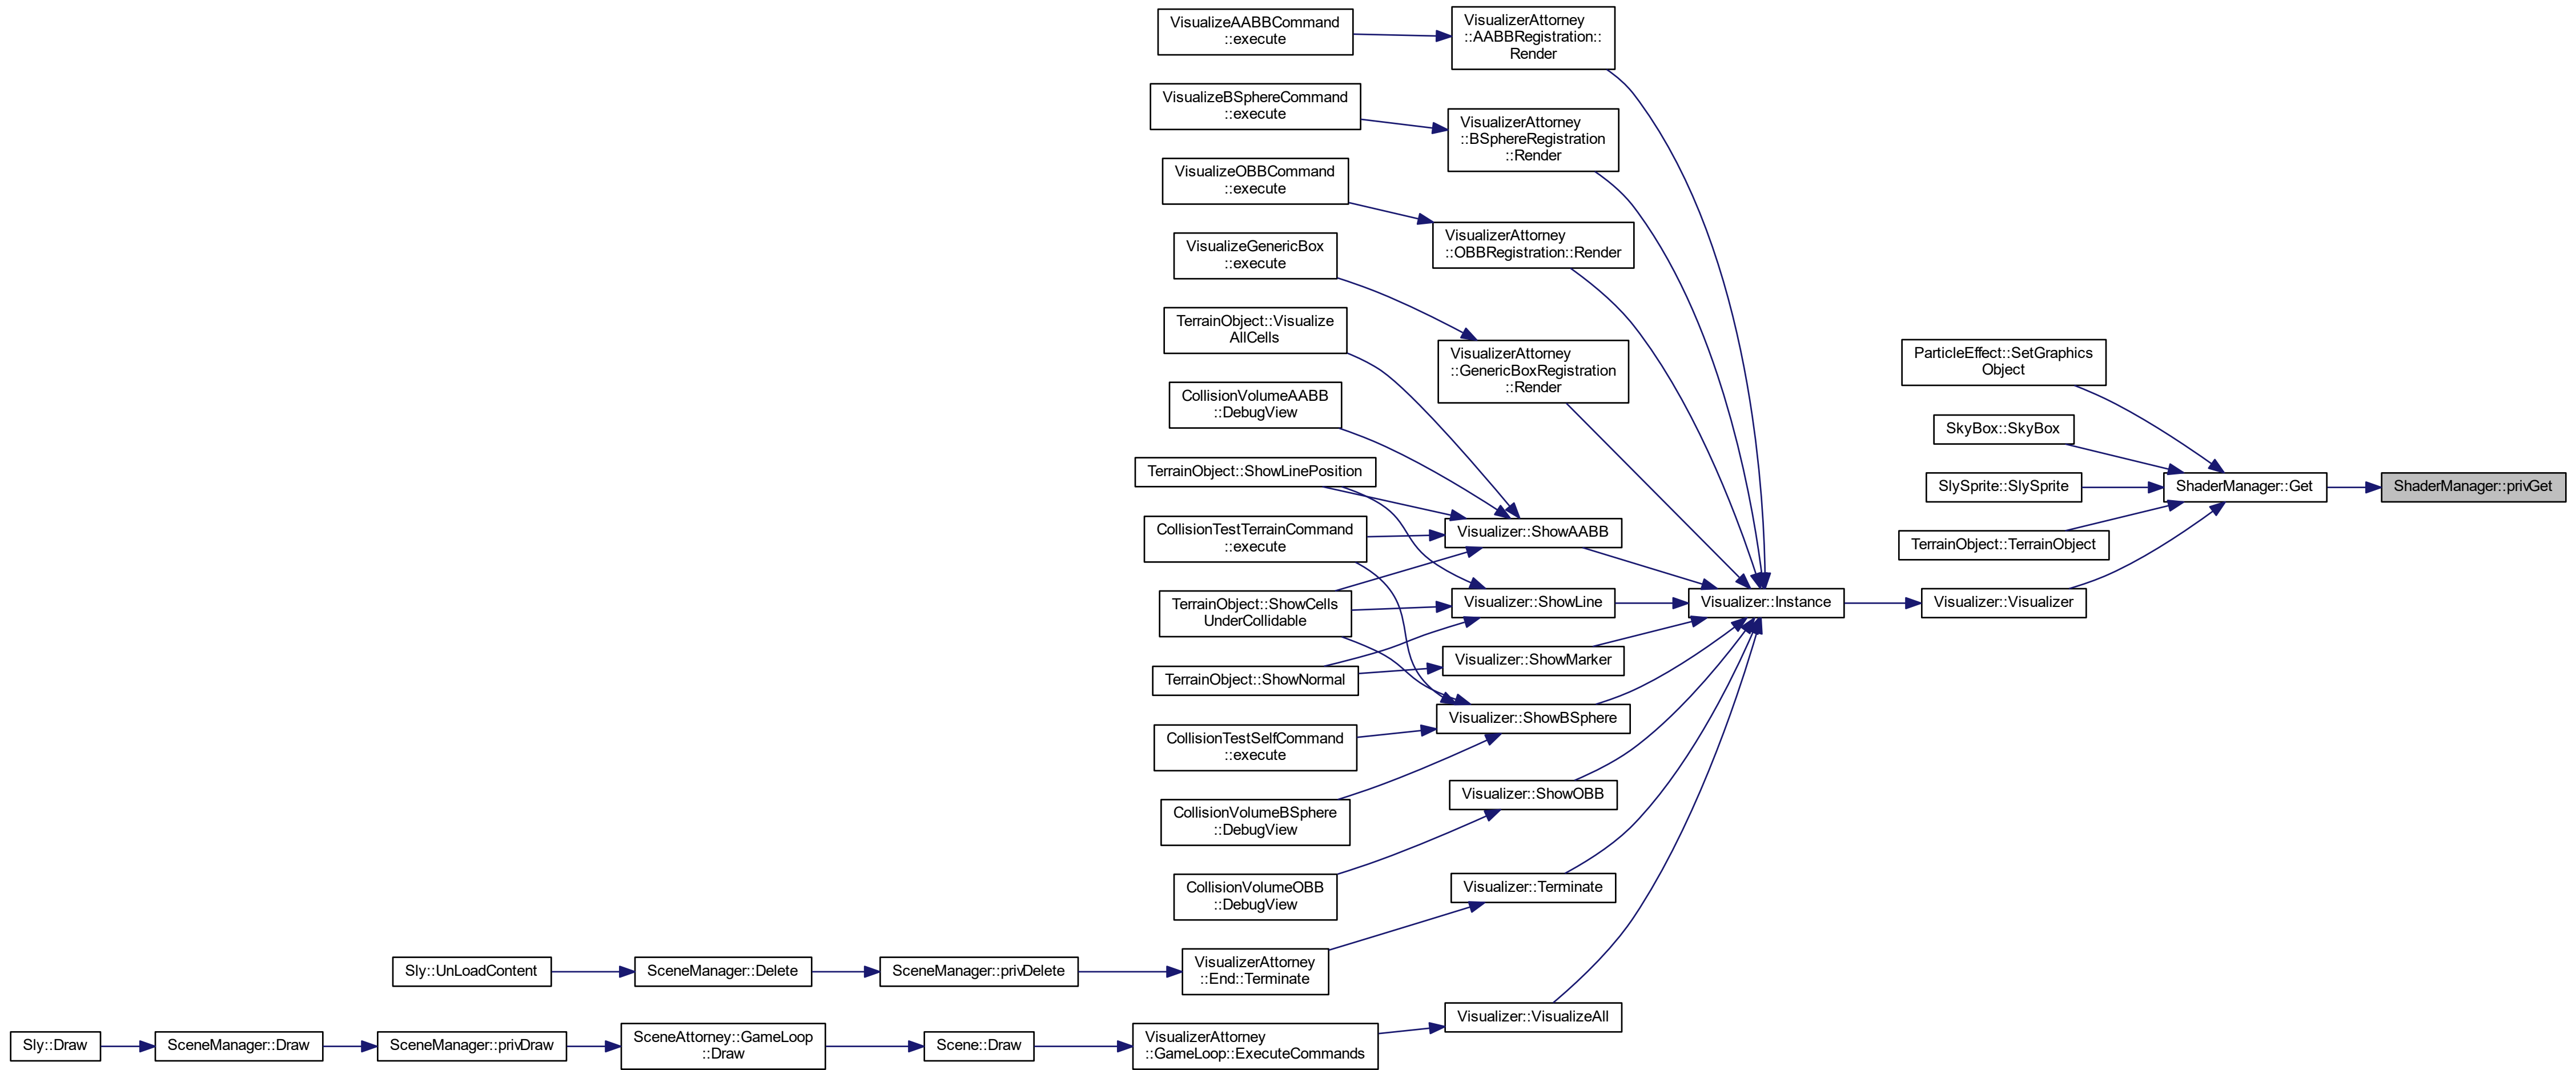 VisualizeAABBCommand
::execute
VisualizerAttorney
::AABBRegistration::
Render
VisualizeBSphereCommand
::execute
VisualizerAttorney
::BSphereRegistration
::Render
VisualizeOBBCommand
::execute
VisualizerAttorney
::OBBRegistration::Render
VisualizeGenericBox
::execute
VisualizerAttorney
::GenericBoxRegistration
::Render
TerrainObject::Visualize
AllCells
CollisionVolumeAABB
::DebugView
TerrainObject::ShowLinePosition
CollisionTestTerrainCommand
::execute
Visualizer::ShowAABB
TerrainObject::ShowCells
UnderCollidable
Visualizer::ShowLine
TerrainObject::ShowNormal
Visualizer::ShowMarker
Visualizer::ShowBSphere
CollisionTestSelfCommand
::execute
CollisionVolumeBSphere
::DebugView
Visualizer::ShowOBB
CollisionVolumeOBB
::DebugView
Visualizer::Terminate
Visualizer::Instance
ParticleEffect::SetGraphics
Object
SkyBox::SkyBox
SlySprite::SlySprite
TerrainObject::TerrainObject
Visualizer::Visualizer
ShaderManager::Get
ShaderManager::privGet
Sly::UnLoadContent
SceneManager::Delete
SceneManager::privDelete
VisualizerAttorney
::End::Terminate
Sly::Draw
SceneManager::Draw
SceneManager::privDraw
SceneAttorney::GameLoop
::Draw
Scene::Draw
VisualizerAttorney
::GameLoop::ExecuteCommands
Visualizer::VisualizeAll